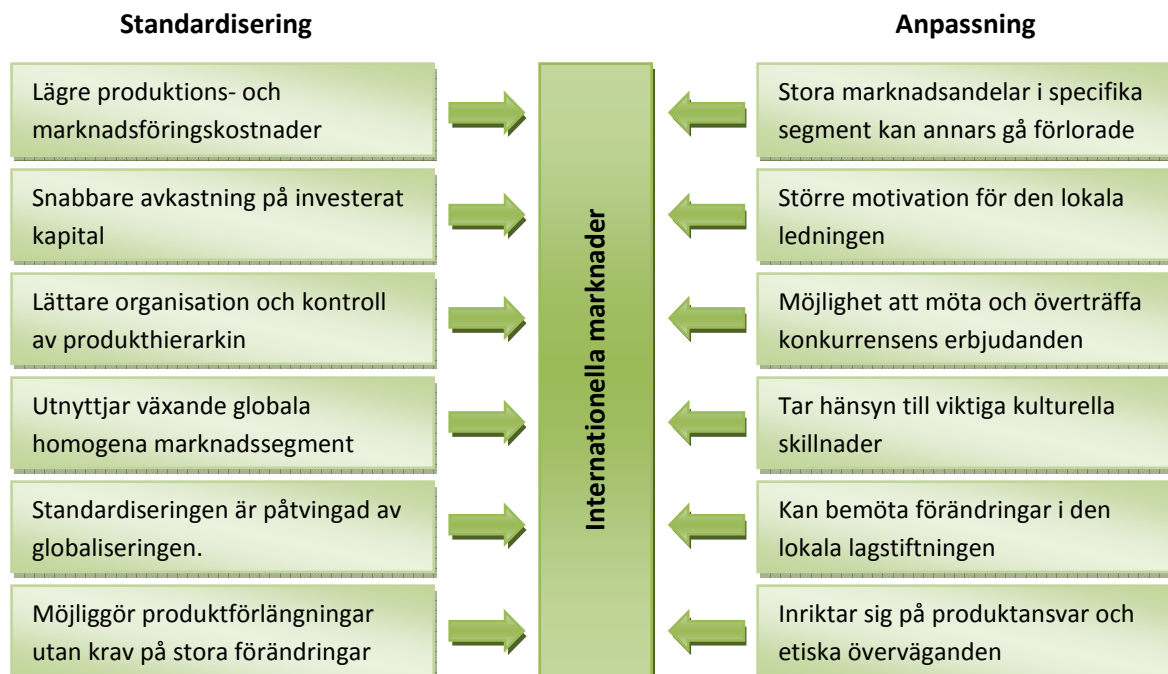 Standardisering
Lägre produktions- och
marknadsföringskostnader
Snabbare avkastning på investerat
kapital
Lättare organisation och kontroll
av produkthierarkin
Utnyttjar växande globala
homogena marknadssegment
Standardiseringen är påtvingad av
globaliseringen.
Möjliggör produktförlängningar
utan krav på stora förändringar
Internationella marknader
Anpassning
Stora marknadsandelar i specifika
segment kan annars gå förlorade
Större motivation för den lokala
ledningen
Möjlighet att möta och överträffa
konkurrensens erbjudanden
Tar hänsyn till viktiga kulturella
skillnader
Kan bemöta förändringar i den
lokala lagstiftningen
Inriktar sig på produktansvar och
etiska överväganden